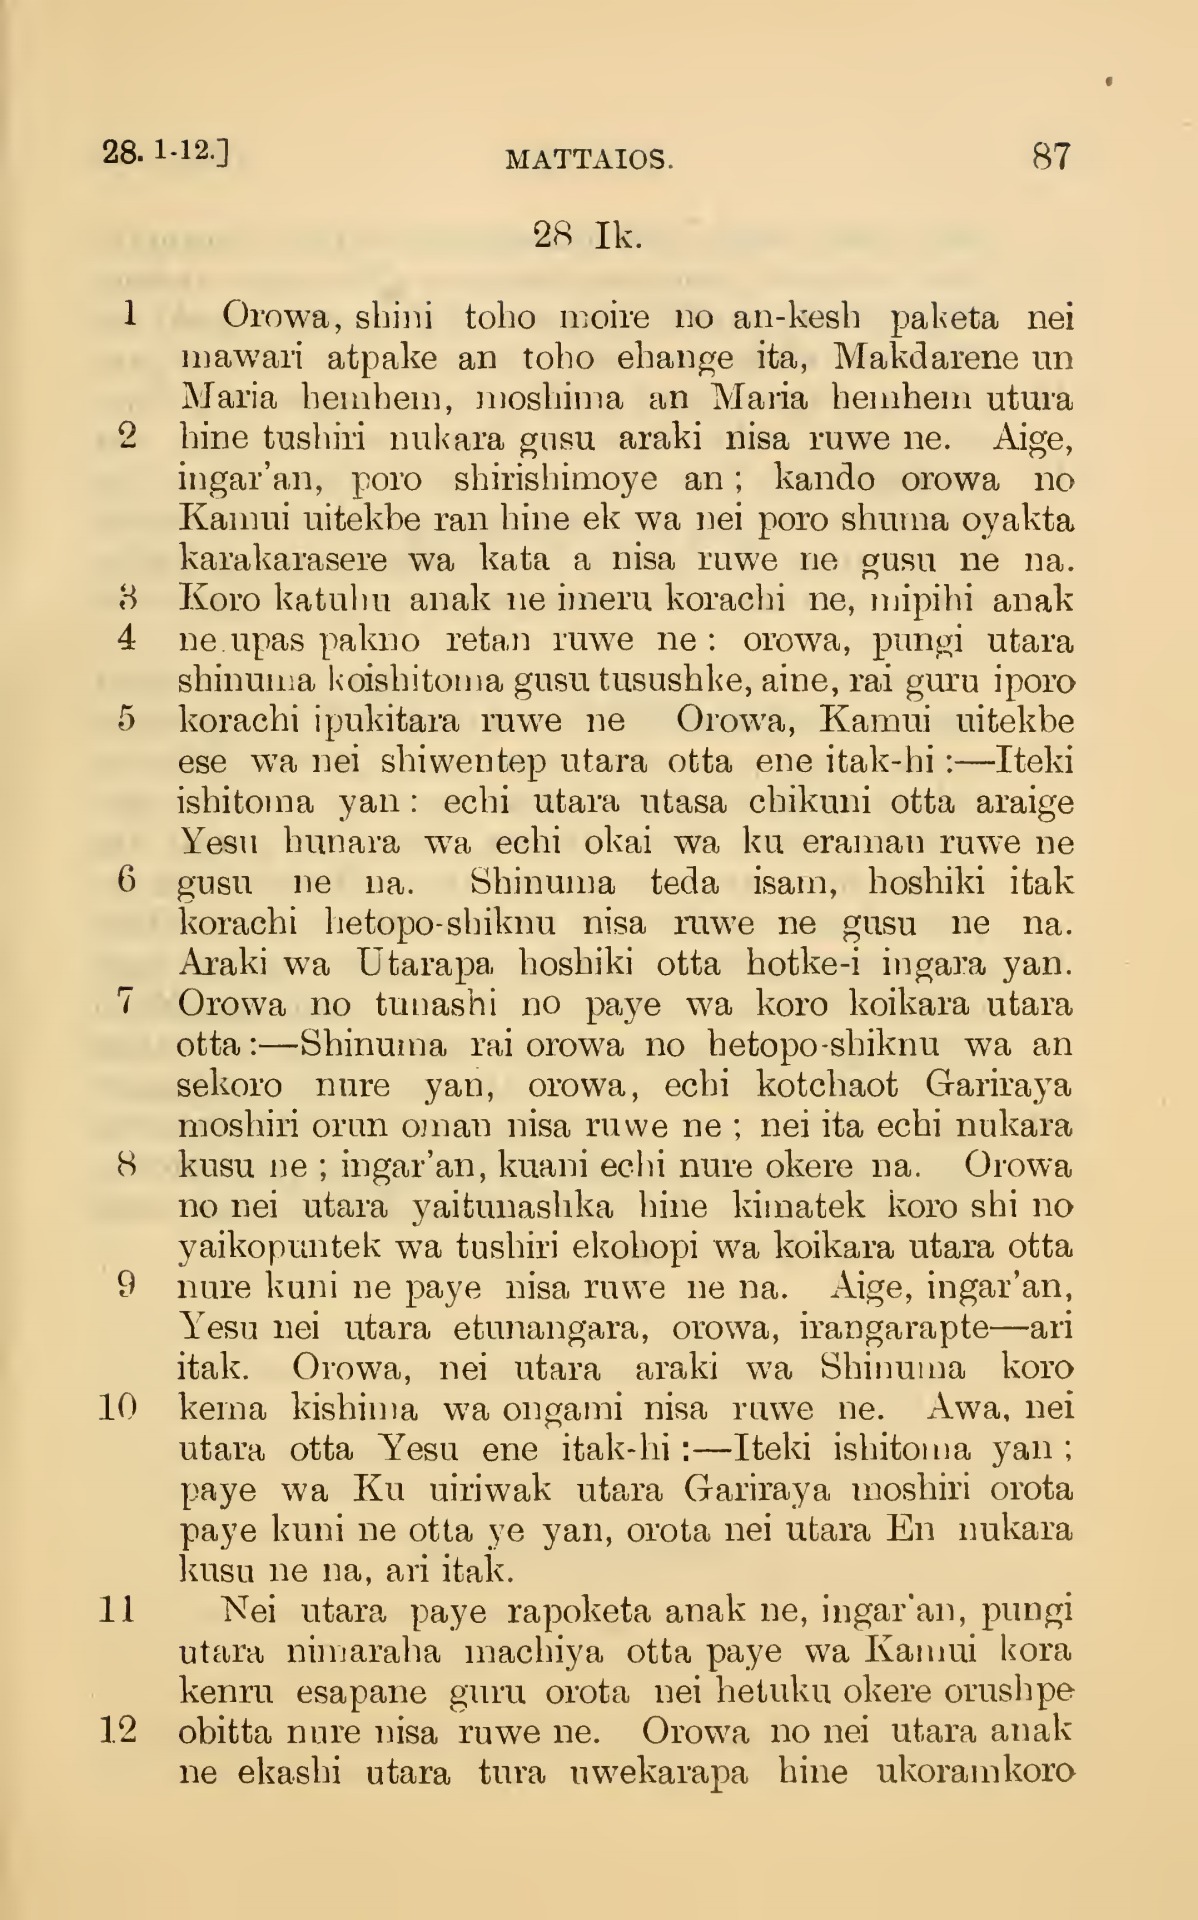 28. 1-12.] MATTAIOS. 87
28 Ik.
1 Orowa, shini toho moire no an-kesh paketa nei
mawari atpake an toho ehange ita, Makdarene un
Maria hemhem, moshima an Maria hemhem utura
2 hine tushiri nukara gusu araki nisa ruwe ne. Aige,
ingar'an, poro shirishimoye an ; kando orowa no
Kamui uitekbe ran hine ek wa nei poro shuma oyakta
karakarasere wa kata a nisa ruwe ne gusu ne na.
3 Koro katuhu anak ne imeru korachi ne, mipihi anak
4 ne upas pakno retan ruwe ne : orowa, pungi utara
shinuma koishitoma gusu tusushke, aine, rai guru iporo
5 korachi ipukitara ruwe ne Orowa, Kamui uitekbe
ese wa nei shiwentep utara otta ene itak-hi :—Iteki
ishitoma yan : echi utara utasa chikuni otta araige
Yesu hunara wa echi okai wa ku eraman ruwe ne
6 gusu ne na. Shinuma teda isam, hoshiki itak
korachi hetopo-shiknu nisa ruwe ne gusu ne na.
Araki wa Utarapa hoshiki otta hotke-i ingara yan.
7 Orowa no tunashi no paye wa koro koikara utara
otta :—Shinuma rai orowa no hetopo-shiknu wa an
sekoro nure yan, orowa, echi kotchaot Gariraya
moshiri orun oman nisa ruwe ne ; nei ita echi nukara
8 kusu ne ; ingar'an, kuani echi nure okere na. Orowa
no nei utara yaitunashka hine kimatek koro shi no
yaikopuntek wa tushiri ekohopi wa koikara utara otta
9 nure kuni ne paye nisa ruwe ne na. Aige, ingar'an,
Yesu nei utara etunangara, orowa, irangarapte—ari
itak. Orowa, nei utara araki wa Shinuma koro
10 kema kishima wa ongami nisa ruwe ne. Awa, nei
utara otta Yesu ene itak-hi :—Iteki ishitoma yan ;
paye wa Ku uiriwak utara Gariraya moshiri orota
paye kuni ne otta ye yan, orota nei utara En nukara
kusu ne na, ari itak.
11 Nei utara paye rapoketa anak ne, ingar'an, pungi
utara nimaraha machiya otta paye wa Kamui kora
kenru esapane guru orota nei hetuku okere orushpe
12 obitta nure nisa ruwe ne. Orowa no nei utara anak
ne ekashi utara tura uwekarapa hine ukoramkoro